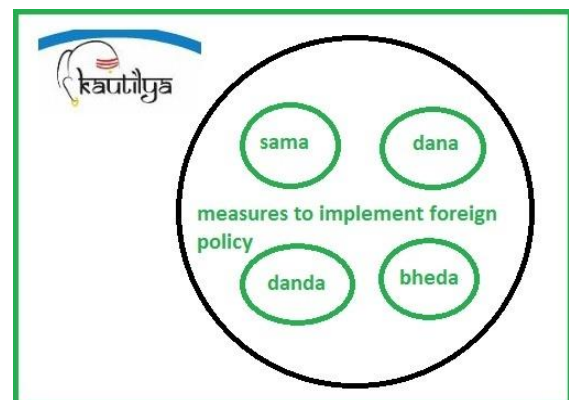 kautilya
sama
dana
measures to implement foreign
policy
danda
bheda